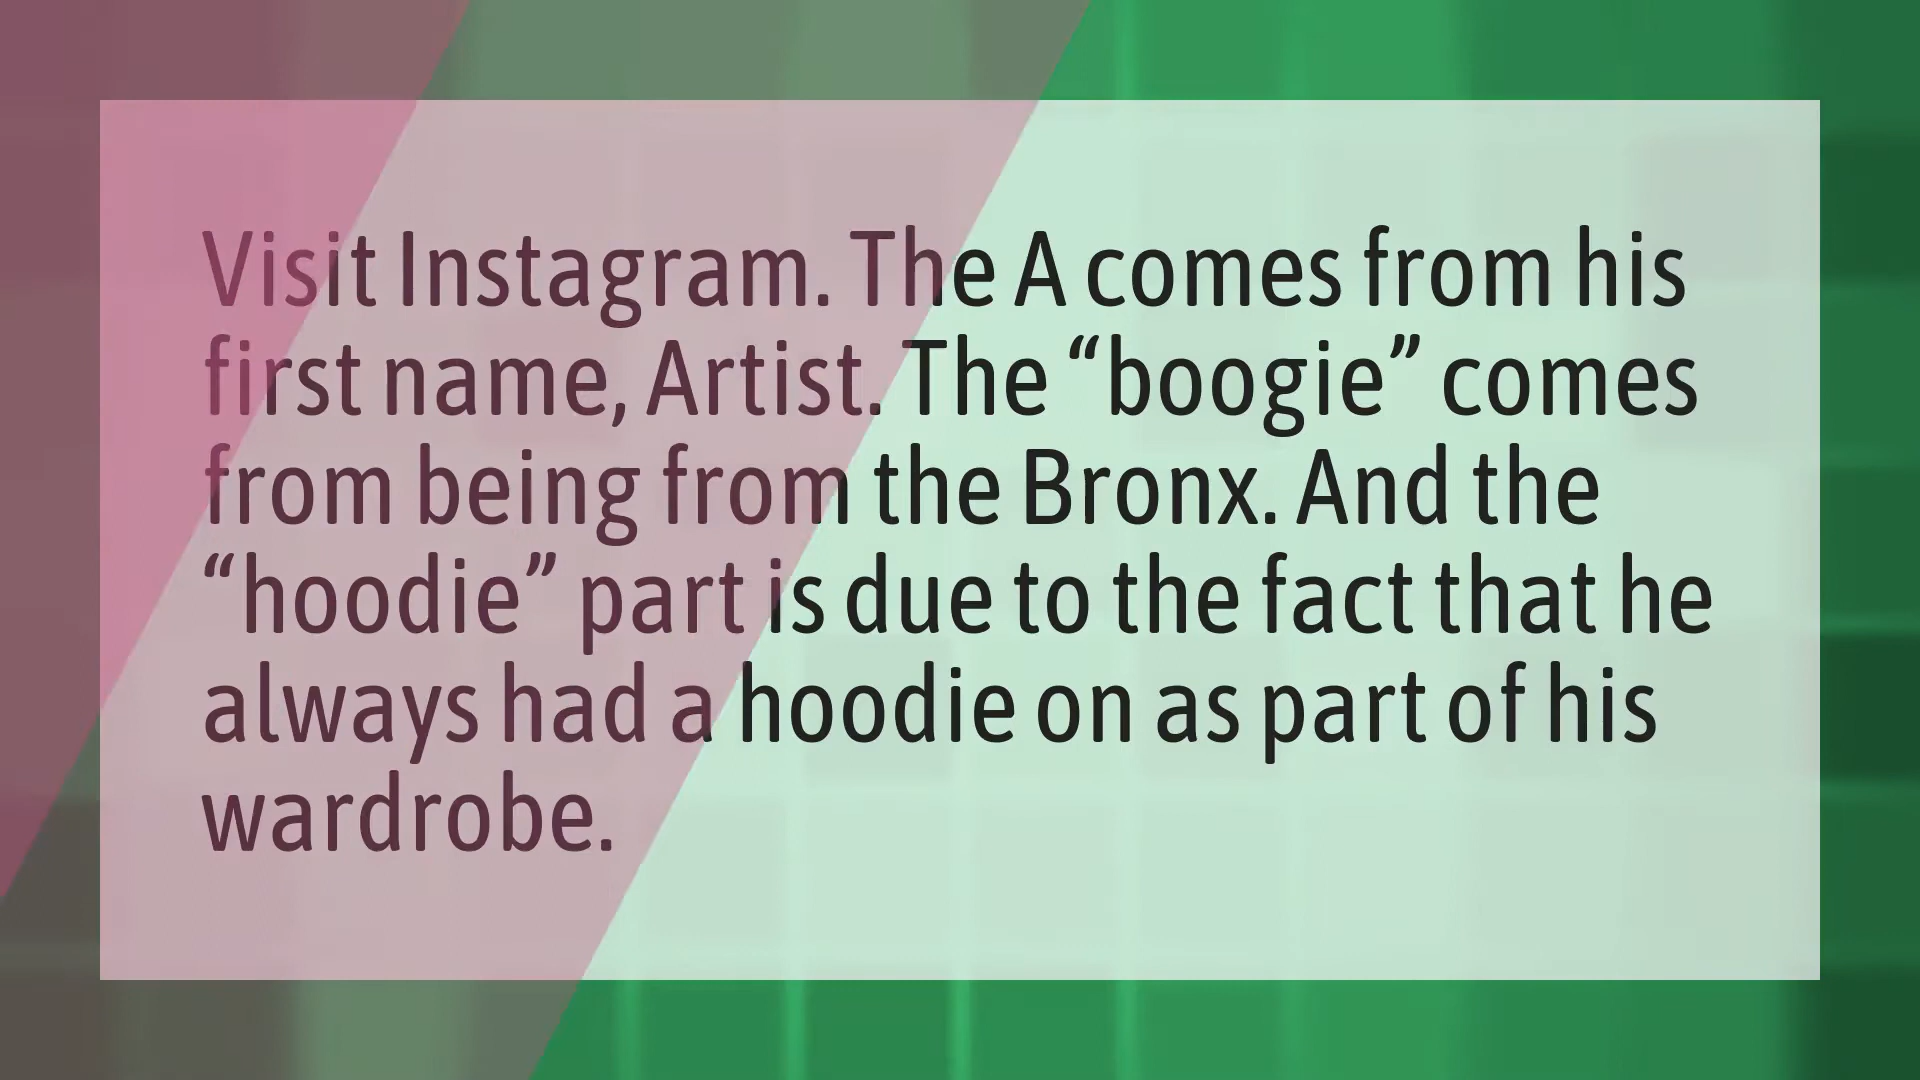 Visit Instagram. The A comes from his
first name, Artist. The “boogie” comes
from being from the Bronx. And the
“hoodie” part is due to the fact that he
always had a hoodie on as part of his
wardrobe.